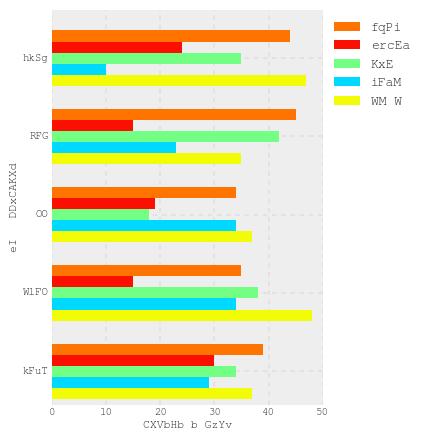 fqPi
ercEa
KxE
iFaM
WM W
hkSg
RFG
OO
W1FO
kFuT
DDxCAKXd
eI
0 10 20 30 40 50
CXVbHb b GzYv